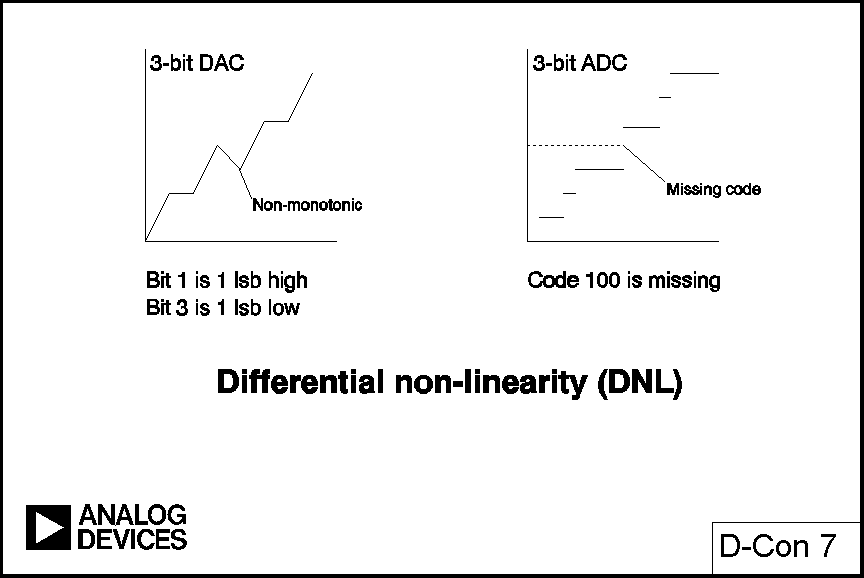 3-bit DAC
Non-monotonic
Bit 1 is 1 lsb high
Bit 3 is 1 lsb low
3-bit ADC
Missing code
Code 100 is missing
Differential non-linearity (DNL)
ANALOG
DEVICES
D-Con 7